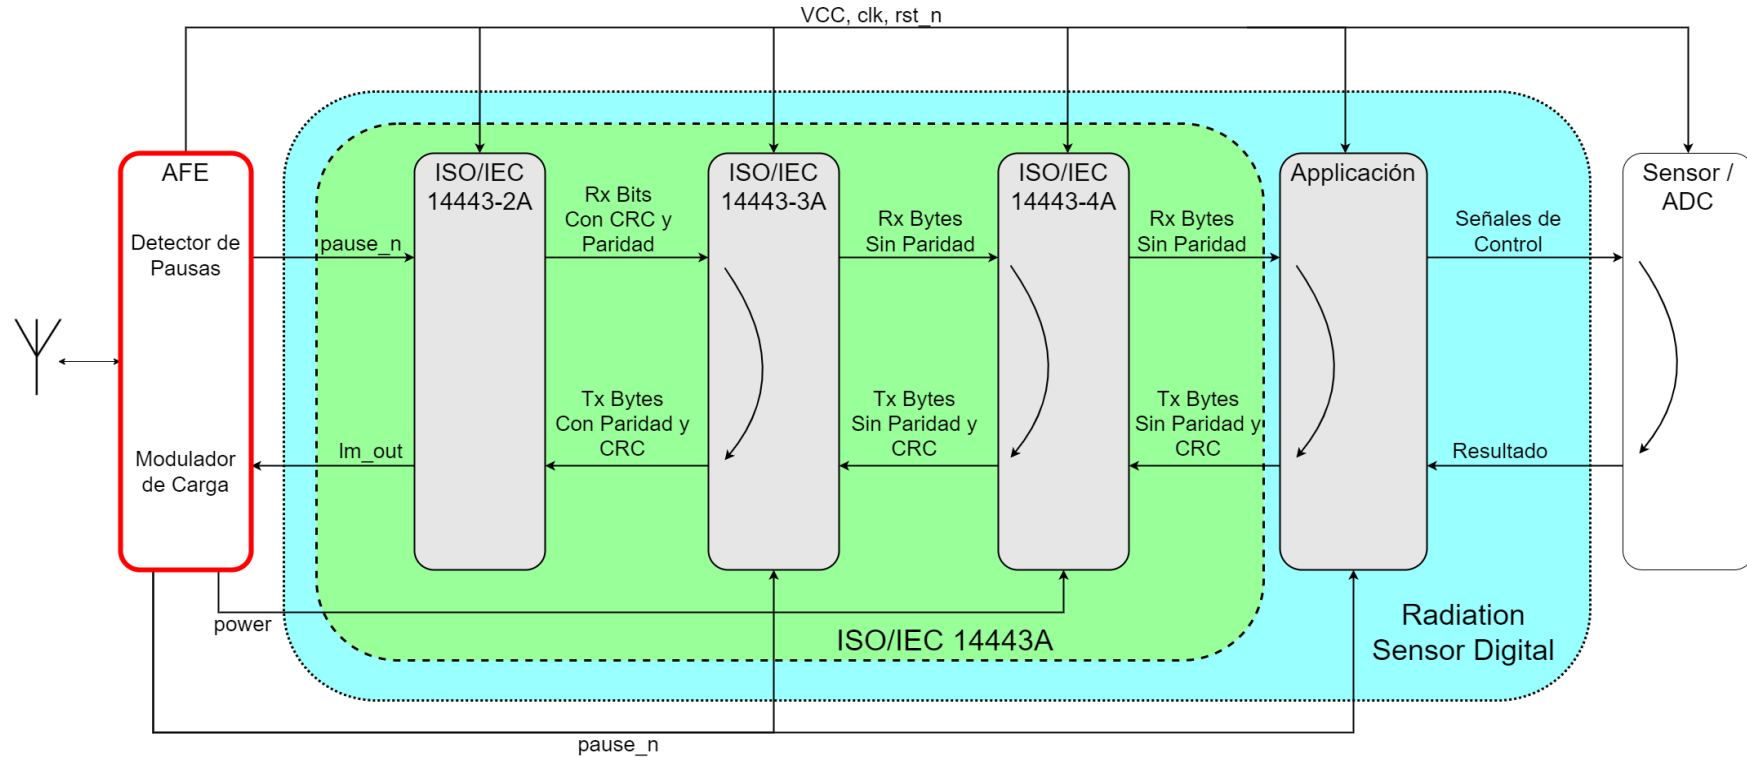 VCC, clk, rst_n
AFE
Detector de
Pausas
Modulador
de Carga
pause_n
lm_out
power
ISO/IEC
14443-2A
Rx Bits
Con CRC y
Paridad
Tx Bytes
Con Paridad y
CRC
ISO/IEC
14443-3A
Rx Bytes
Sin Paridad
Tx Bytes
Sin Paridad y
CRC
ISO/IEC
14443-4A
Rx Bytes
Sin Paridad
Tx Bytes
Sin Paridad y
CRC
Applicación
Señales de
Control
Resultado
Sensor /
ADC
ISO/IEC 14443A
Radiation
Sensor Digital
pause_n